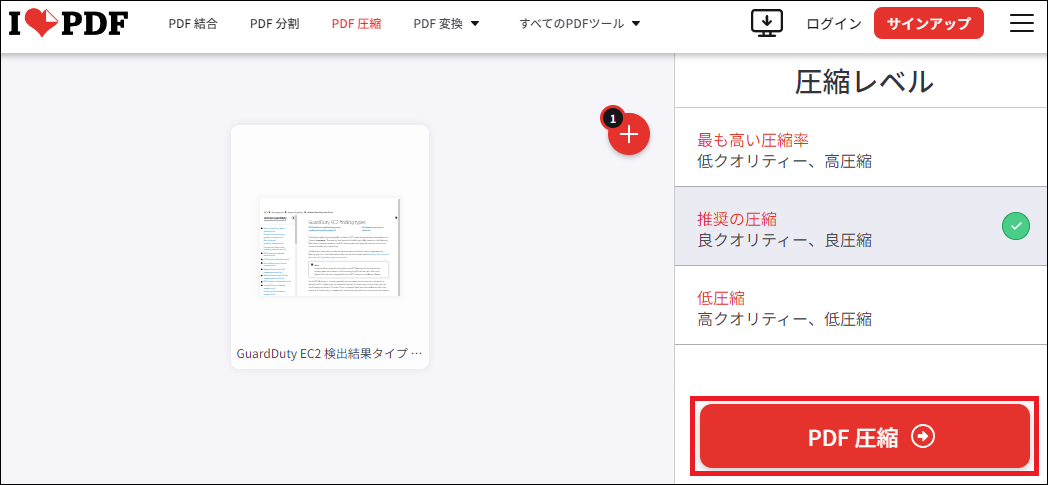 I PDF
PDF 結合
PDF 分割
PDF 圧縮
PDF 変換
すべてのPDFツール
ログイン
サインアップ
1
GuardDuty EC2 finding types
GuardDuty EC2 検出結果タイプ …
圧縮レベル
最も高い圧縮率
低クオリティー、高圧縮
推奨の圧縮
良クオリティー、良圧縮
低圧縮
高クオリティー、低圧縮
PDF 圧縮